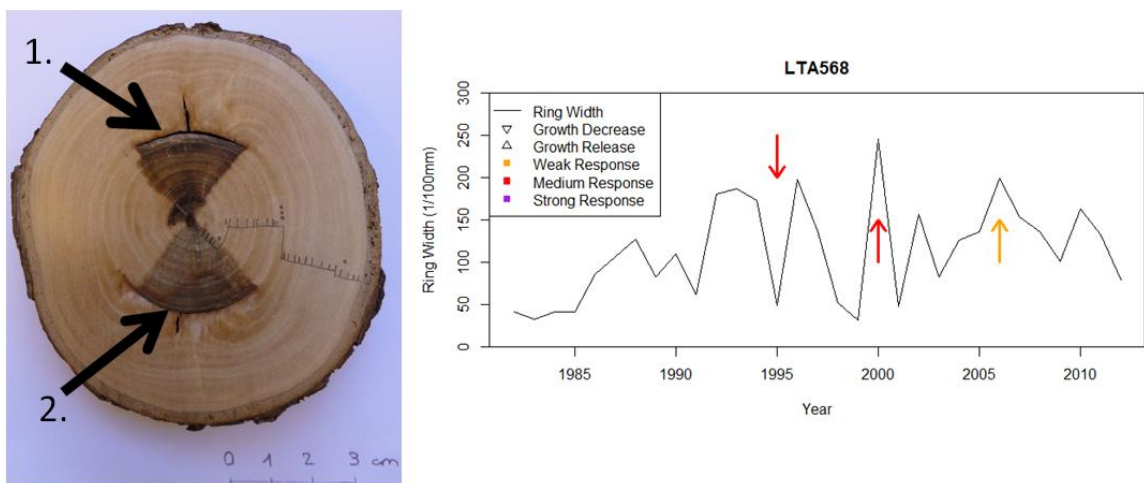 1.
2.
0 1 2 3 cm
LTA568
Ring Width
Growth Decrease
Growth Release
Weak Response
Medium Response
Strong Response
Ring Width (1/100mm)
300
250
200
150
100
50
0
1985 1990 1995 2000 2005 2010
Year